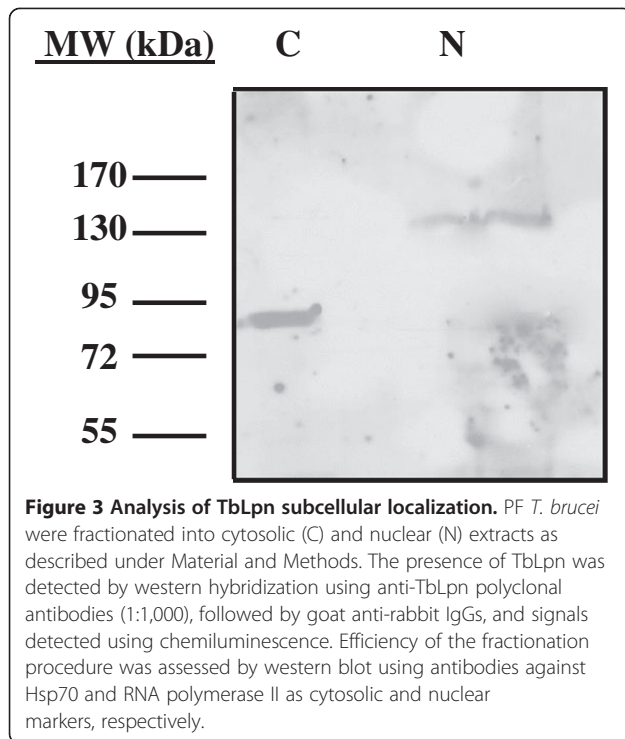 MW (kDa) C N
170
130
95
72
55
Figure 3 Analysis of TbLpn subcellular localization. PF T. brucei
were fractionated into cytosolic (C) and nuclear (N) extracts as
described under Material and Methods. The presence of TbLpn was
detected by western hybridization using anti-TbLpn polyclonal
antibodies (1:1,000), followed by goat anti-rabbit IgGs, and signals
detected using chemiluminescence. Efficiency of the fractionation
procedure was assessed by western blot using antibodies against
Hsp70 and RNA polymerase II as cytosolic and nuclear
markers, respectively.